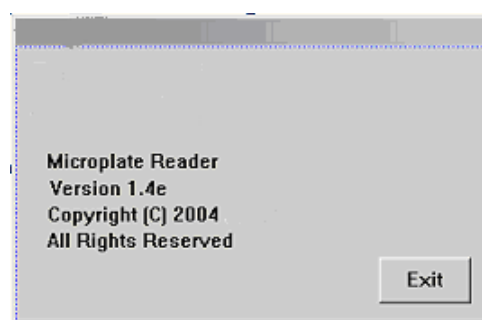 Microplate Reader
Version 1.4e
Copyright (C) 2004
All Rights Reserved
Exit